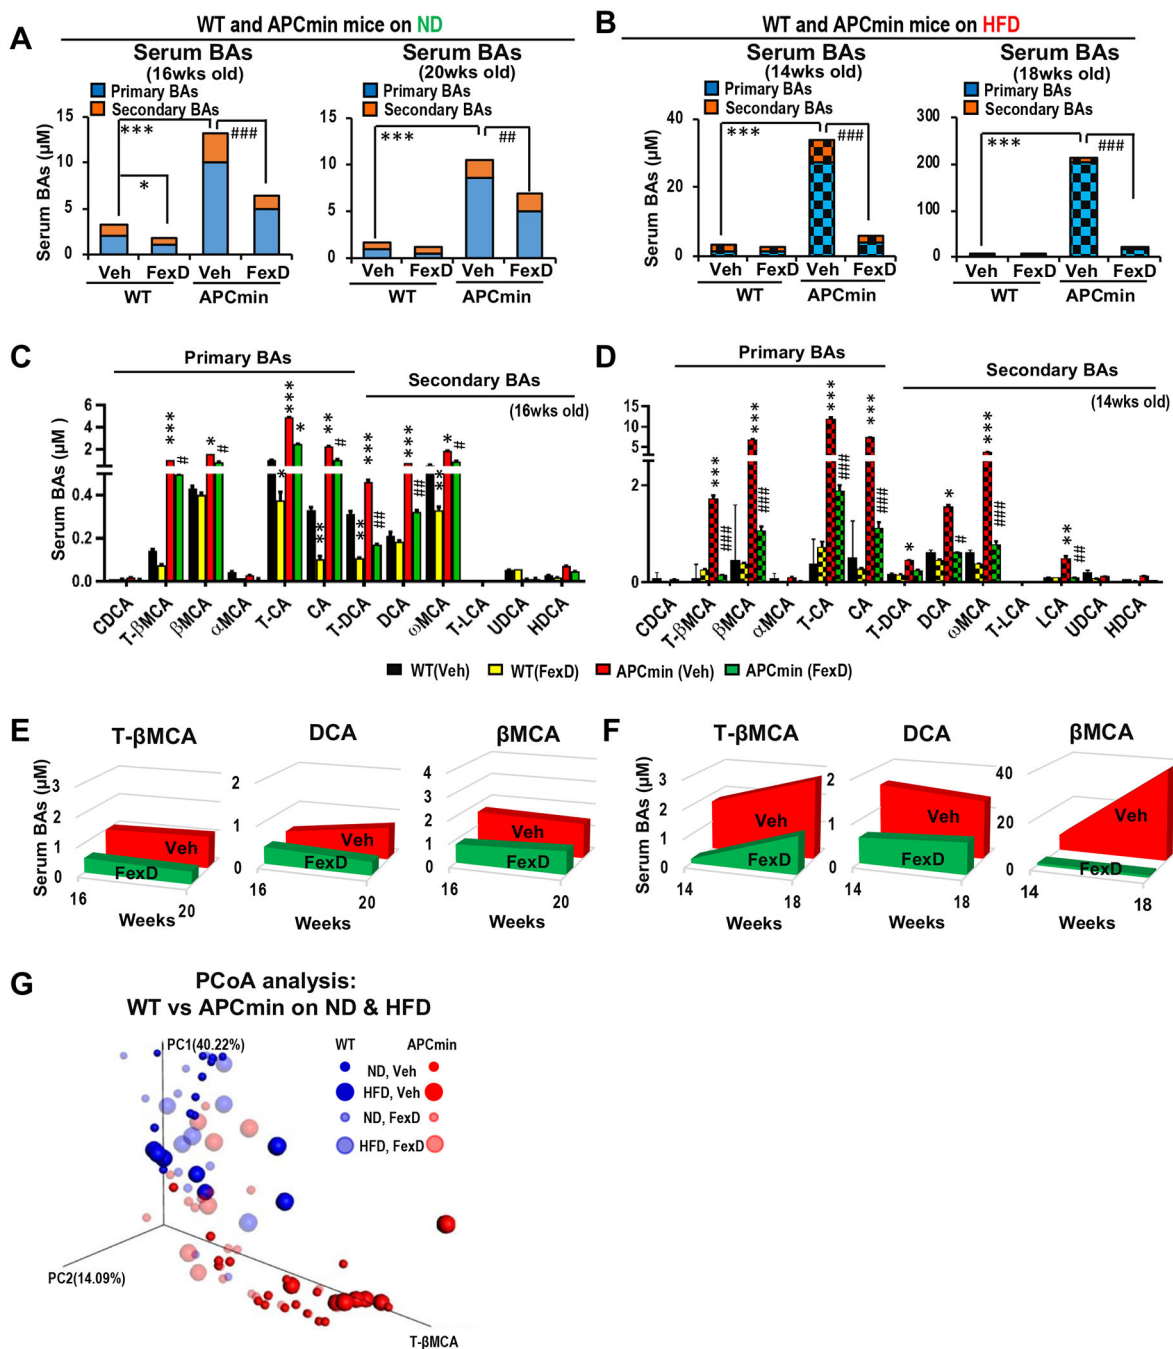 A
WT and APCmin mice on ND
Serum BAs
(16wks old)
Primary BAs
Secondary BAs
Serum BAs (µM)
15
10
5
0
***
###
*
Veh FexD Veh FexD
WT APCmin
Serum BAs
(20wks old)
Primary BAs
Secondary BAs
15
10
5
0
***
##
Veh FexD Veh FexD
WT APCmin
B
WT and APCmin mice on HFD
Serum BAs
(14wks old)
Primary BAs
Secondary BAs
Serum BAs (µM)
40
20
0
***
###
Veh FexD Veh FexD
WT APCmin
Serum BAs
(18wks old)
Primary BAs
Secondary BAs
300
200
100
0
***
###
Veh FexD Veh FexD
WT APCmin
C
Primary BAs
Secondary BAs
(16wks old)
Serum BAs (µM )
6
4
2
0.4
0.2
0.0
*** # * # * *** * ** ** # *** ** ## *** ## * ** #
CDCA T-βMCA βMCA αMCA T-CA CA T-DCA DCA ωMCA T-LCA UDCA HDCA
D
Primary BAs
Secondary BAs
(14wks old)
Serum BAs (µM)
15
10
5
2
0
*** ### *** ### *** ### *** ### * * # *** ### ** ##
CDCA T-βMCA βMCA αMCA T-CA CA T-DCA DCA ωMCA T-LCA LCA UDCA HDCA
WT(Veh) WT(FexD) APCmin (Veh) APCmin (FexD)
E
T-βMCA
Serum BAs (µM)
3
2
1
0
Veh
FexD
16 20
Weeks
DCA
2
1
0
Veh
FexD
16 20
Weeks
βMCA
4
3
2
1
0
Veh
FexD
16 20
Weeks
F
T-βMCA
Serum BAs (µM)
3
2
1
0
Veh
FexD
14 18
Weeks
DCA
3
2
1
0
Veh
FexD
14 18
Weeks
βMCA
40
20
0
Veh
FexD
14 18
Weeks
G
PCoA analysis:
WT vs APCmin on ND & HFD
PC1(40.22%)
WT APCmin
ND, Veh
HFD, Veh
ND, FexD
HFD, FexD
PC2(14.09%)
T-βMCA